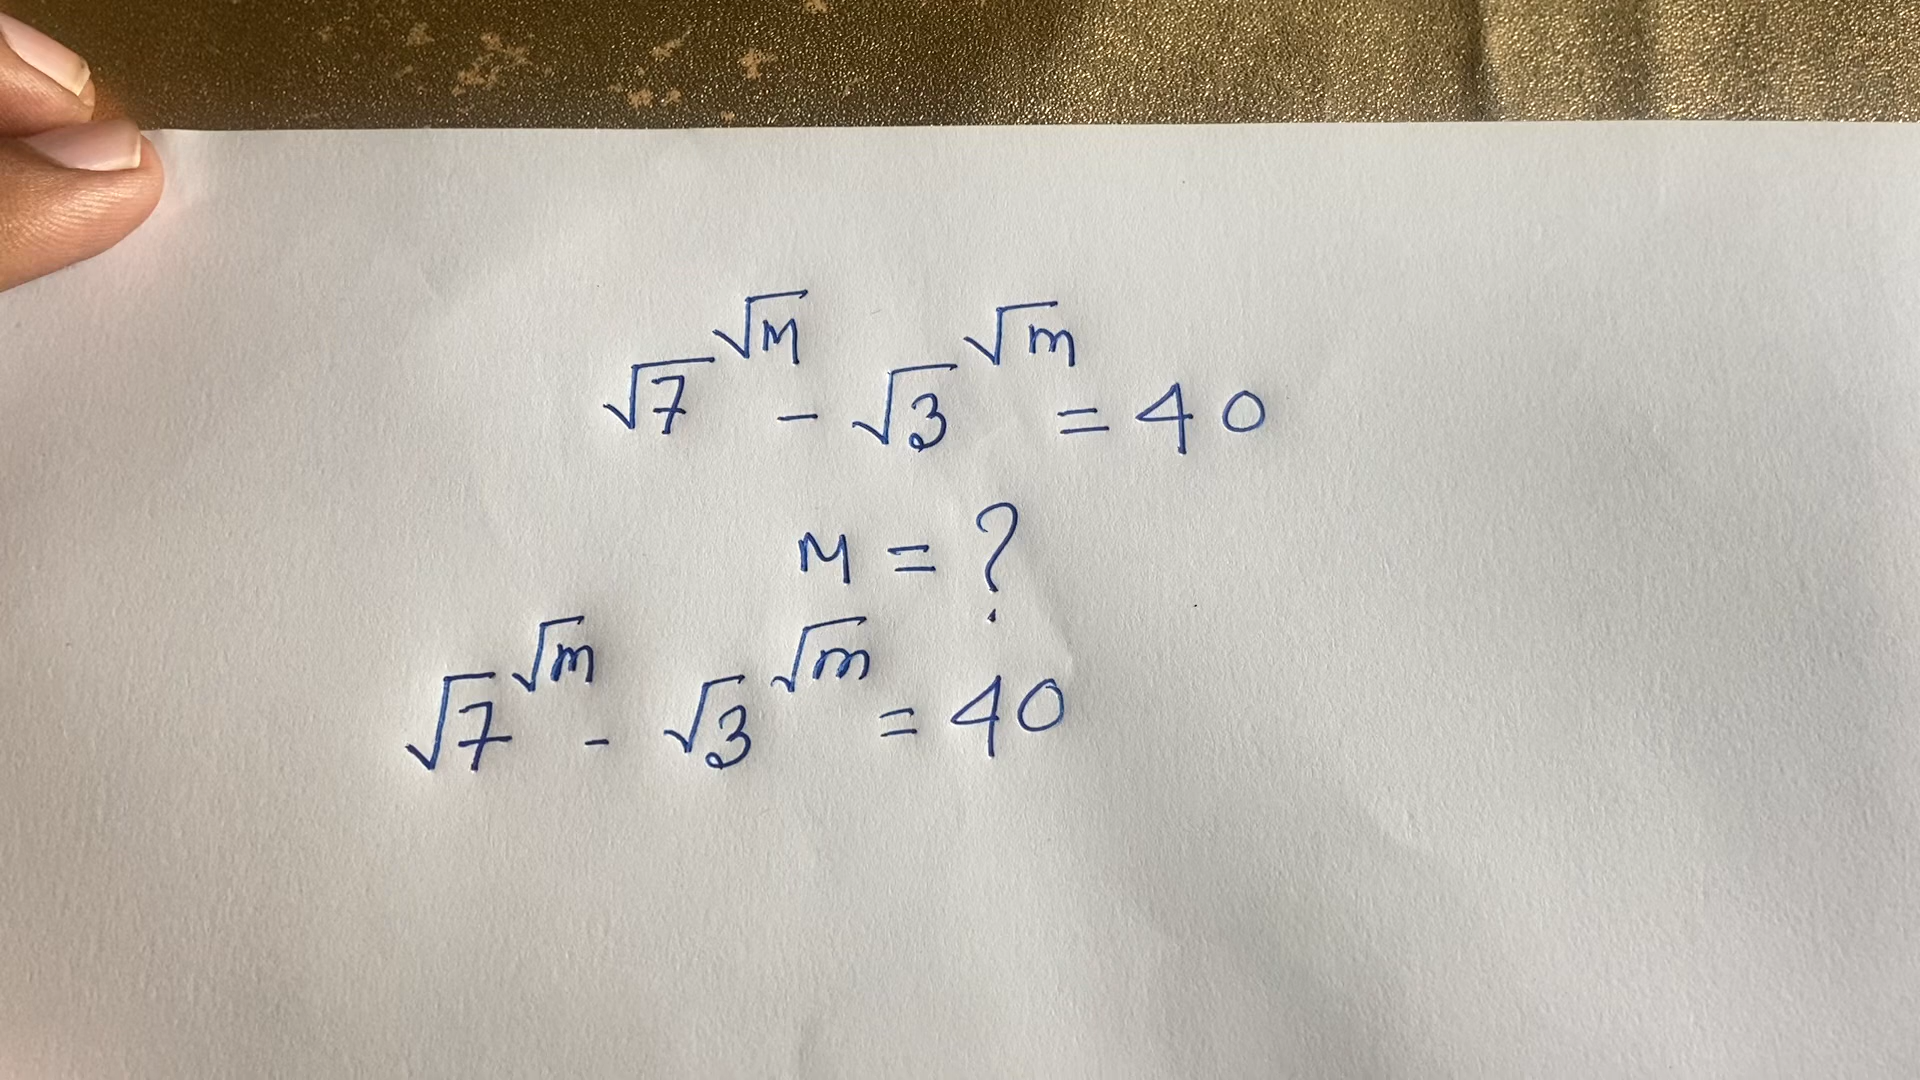 √7^√m - √3^√m = 40
M = ?
√7^√m - √3^√m = 40